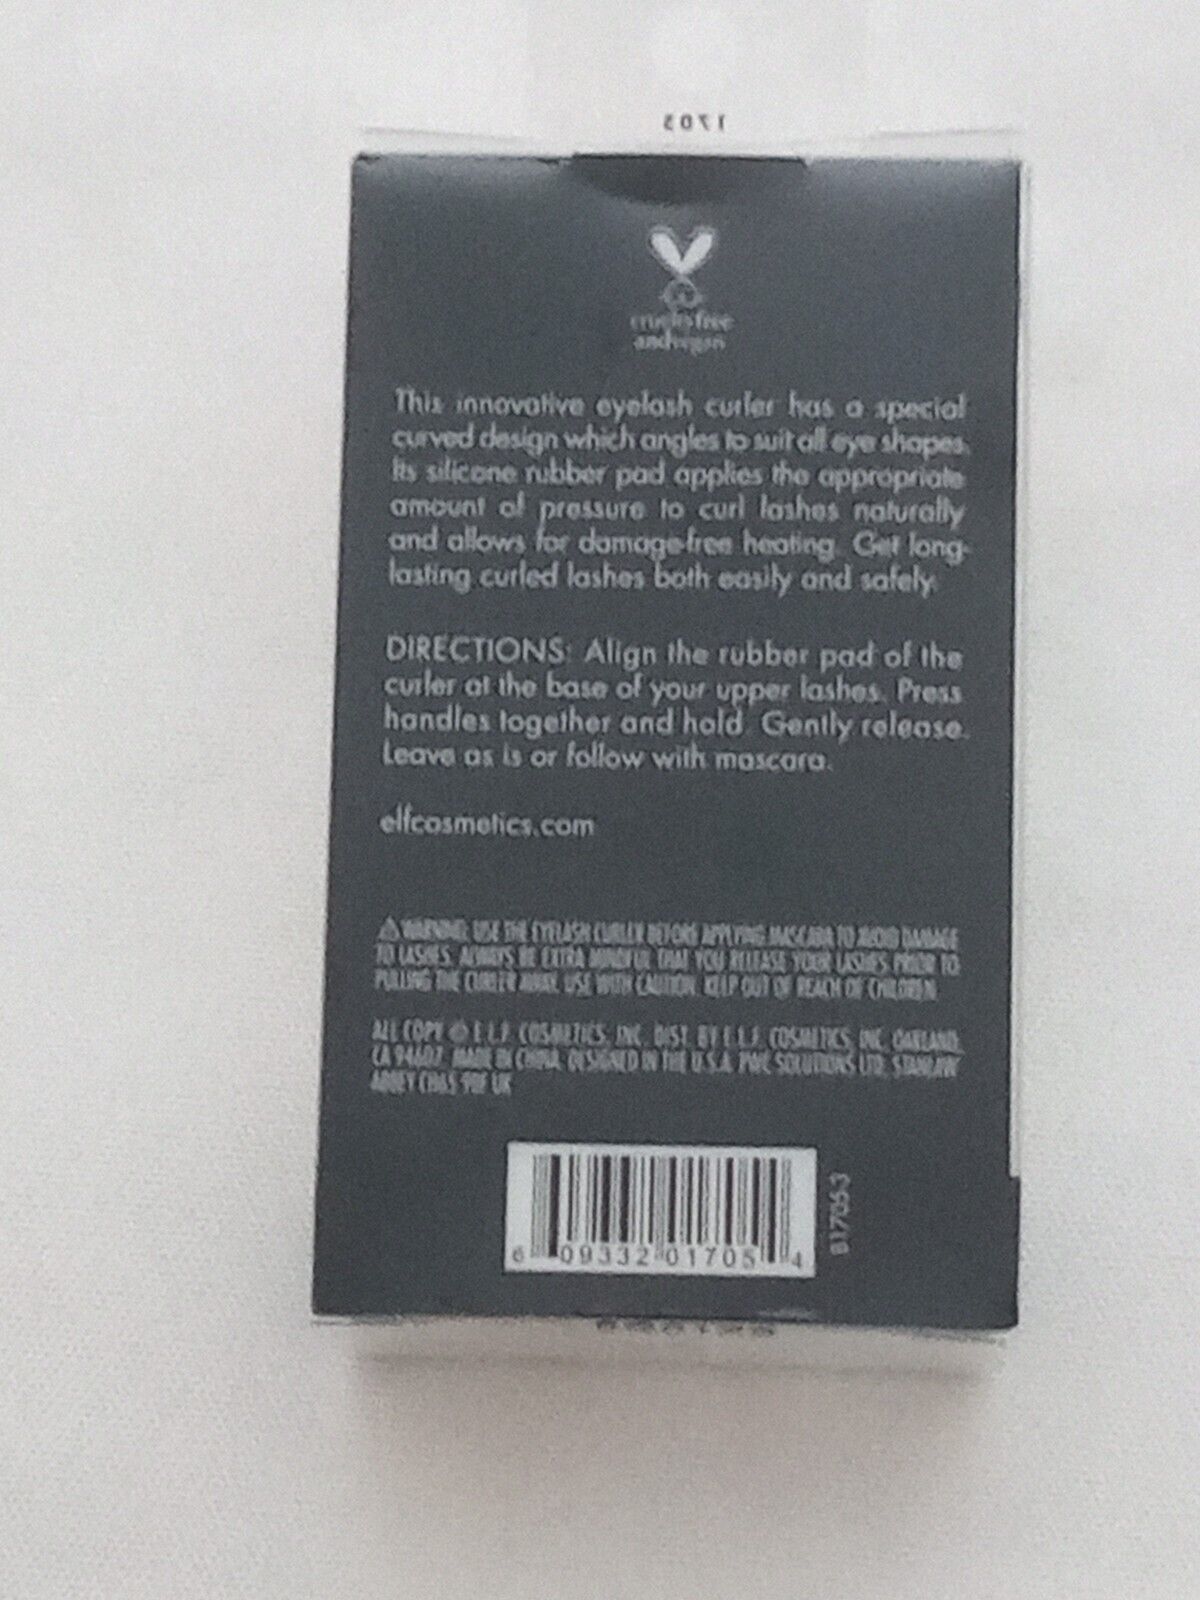 1705
cruelty free
and vegan
This innovative eyelash curler has a special
curved design which angles to suit all eye shapes.
Its silicone rubber pad applies the appropriate
amount of pressure to curl lashes naturally
and allows for damage-free heating. Get long-
lasting curled lashes both easily and safely.
DIRECTIONS: Align the rubber pad of the
curler at the base of your upper lashes. Press
handles together and hold. Gently release.
Leave as is or follow with mascara.
elfcosmetics.com
⚠ WARNING: USE THE EYELASH CURLER BEFORE APPLYING MASCARA TO AVOID DAMAGE
TO LASHES. ALWAYS BE EXTRA MINDFUL THAT YOU RELEASE YOUR LASHES PRIOR TO
PULLING THE CURLER AWAY. USE WITH CAUTION. KEEP OUT OF REACH OF CHILDREN.
ALL COPY © E.L.F. COSMETICS, INC. DIST. BY E.L.F. COSMETICS, INC. OAKLAND,
CA 94607. MADE IN CHINA. DESIGNED IN THE U.S.A. PWC SOLUTIONS LTD, STANLAW
ABBEY CH65 9BF UK
6 09332 01705 4
B1705-3